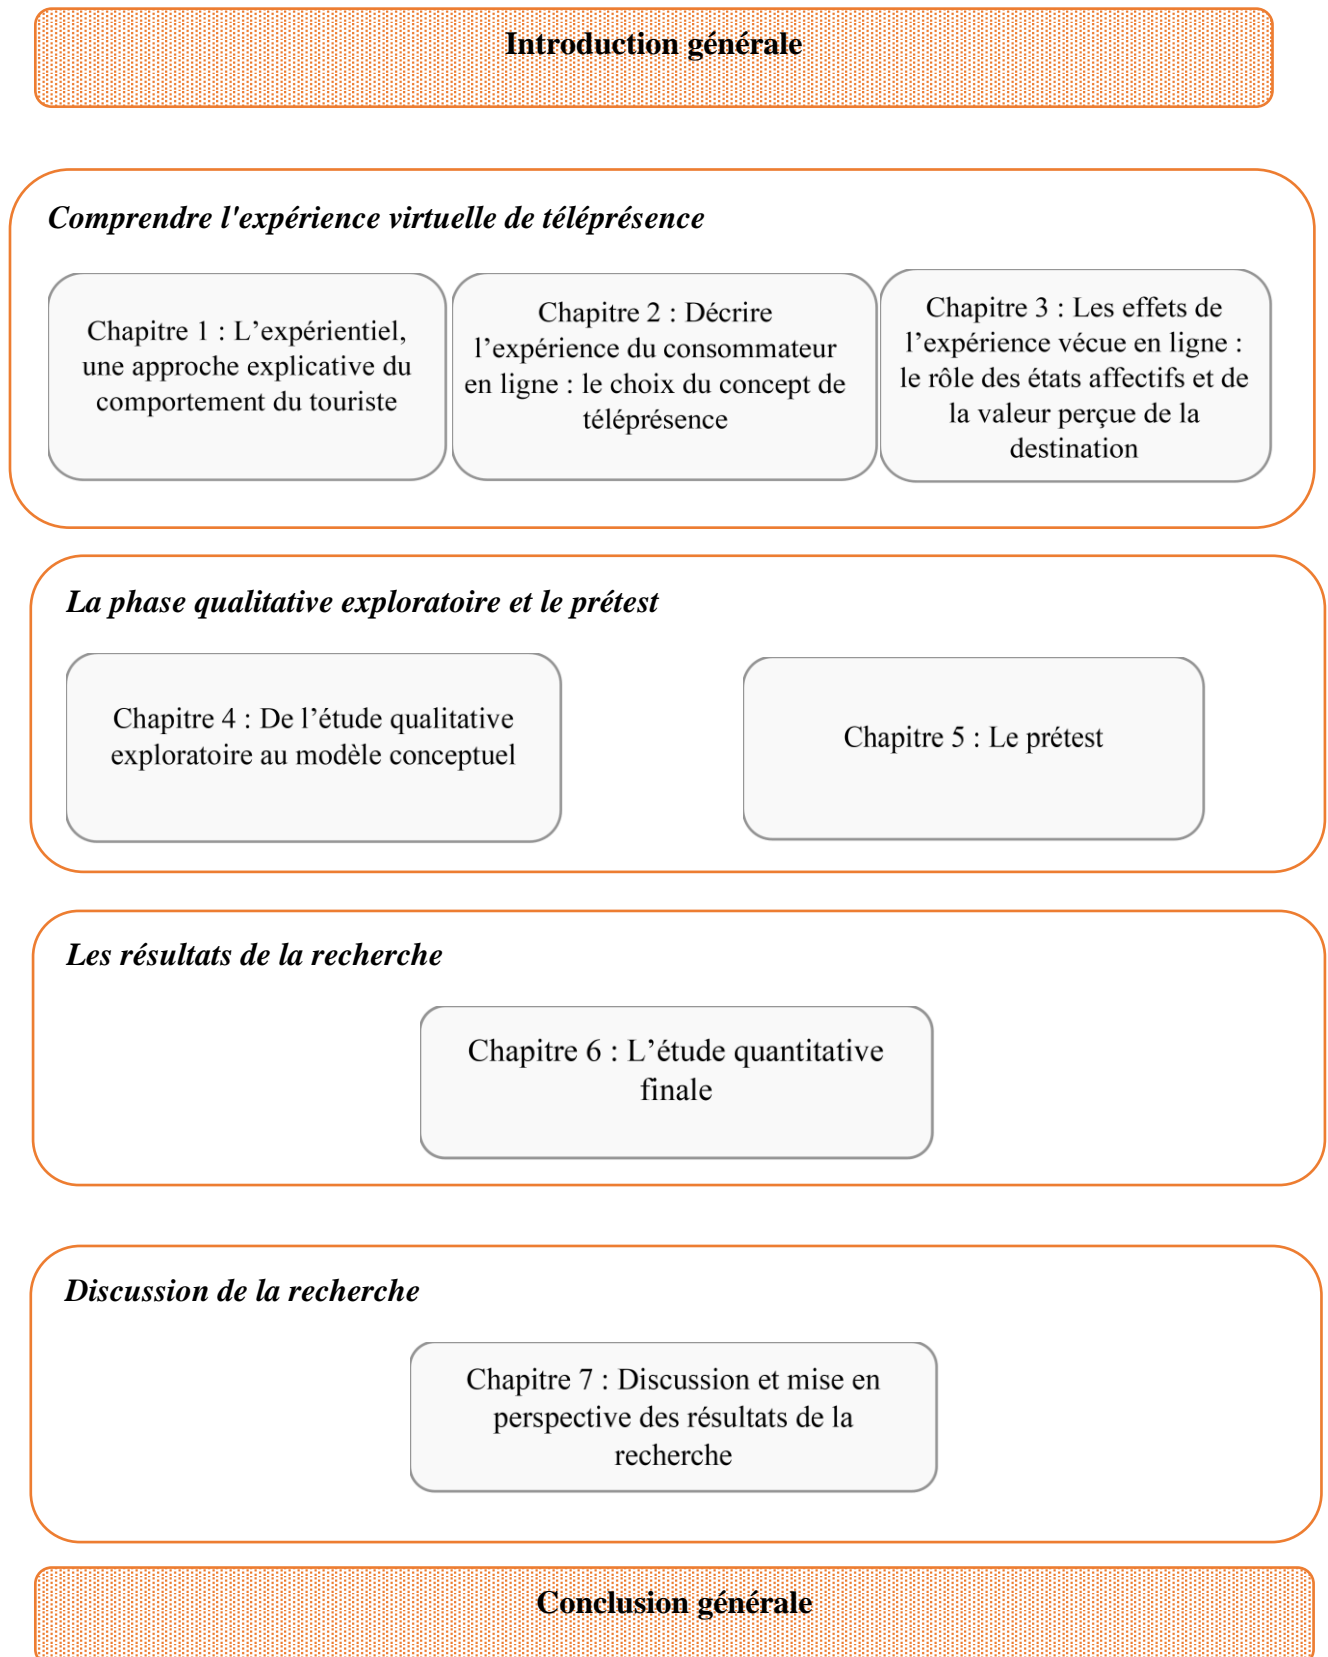 Introduction générale
Comprendre l'expérience virtuelle de téléprésence
Chapitre 1 : L’expérientiel,
une approche explicative du
comportement du touriste
Chapitre 2 : Décrire
l’expérience du consommateur
en ligne : le choix du concept de
téléprésence
Chapitre 3 : Les effets de
l’expérience vécue en ligne :
le rôle des états affectifs et de
la valeur perçue de la
destination
La phase qualitative exploratoire et le prétest
Chapitre 4 : De l’étude qualitative
exploratoire au modèle conceptuel
Chapitre 5 : Le prétest
Les résultats de la recherche
Chapitre 6 : L’étude quantitative
finale
Discussion de la recherche
Chapitre 7 : Discussion et mise en
perspective des résultats de la
recherche
Conclusion générale